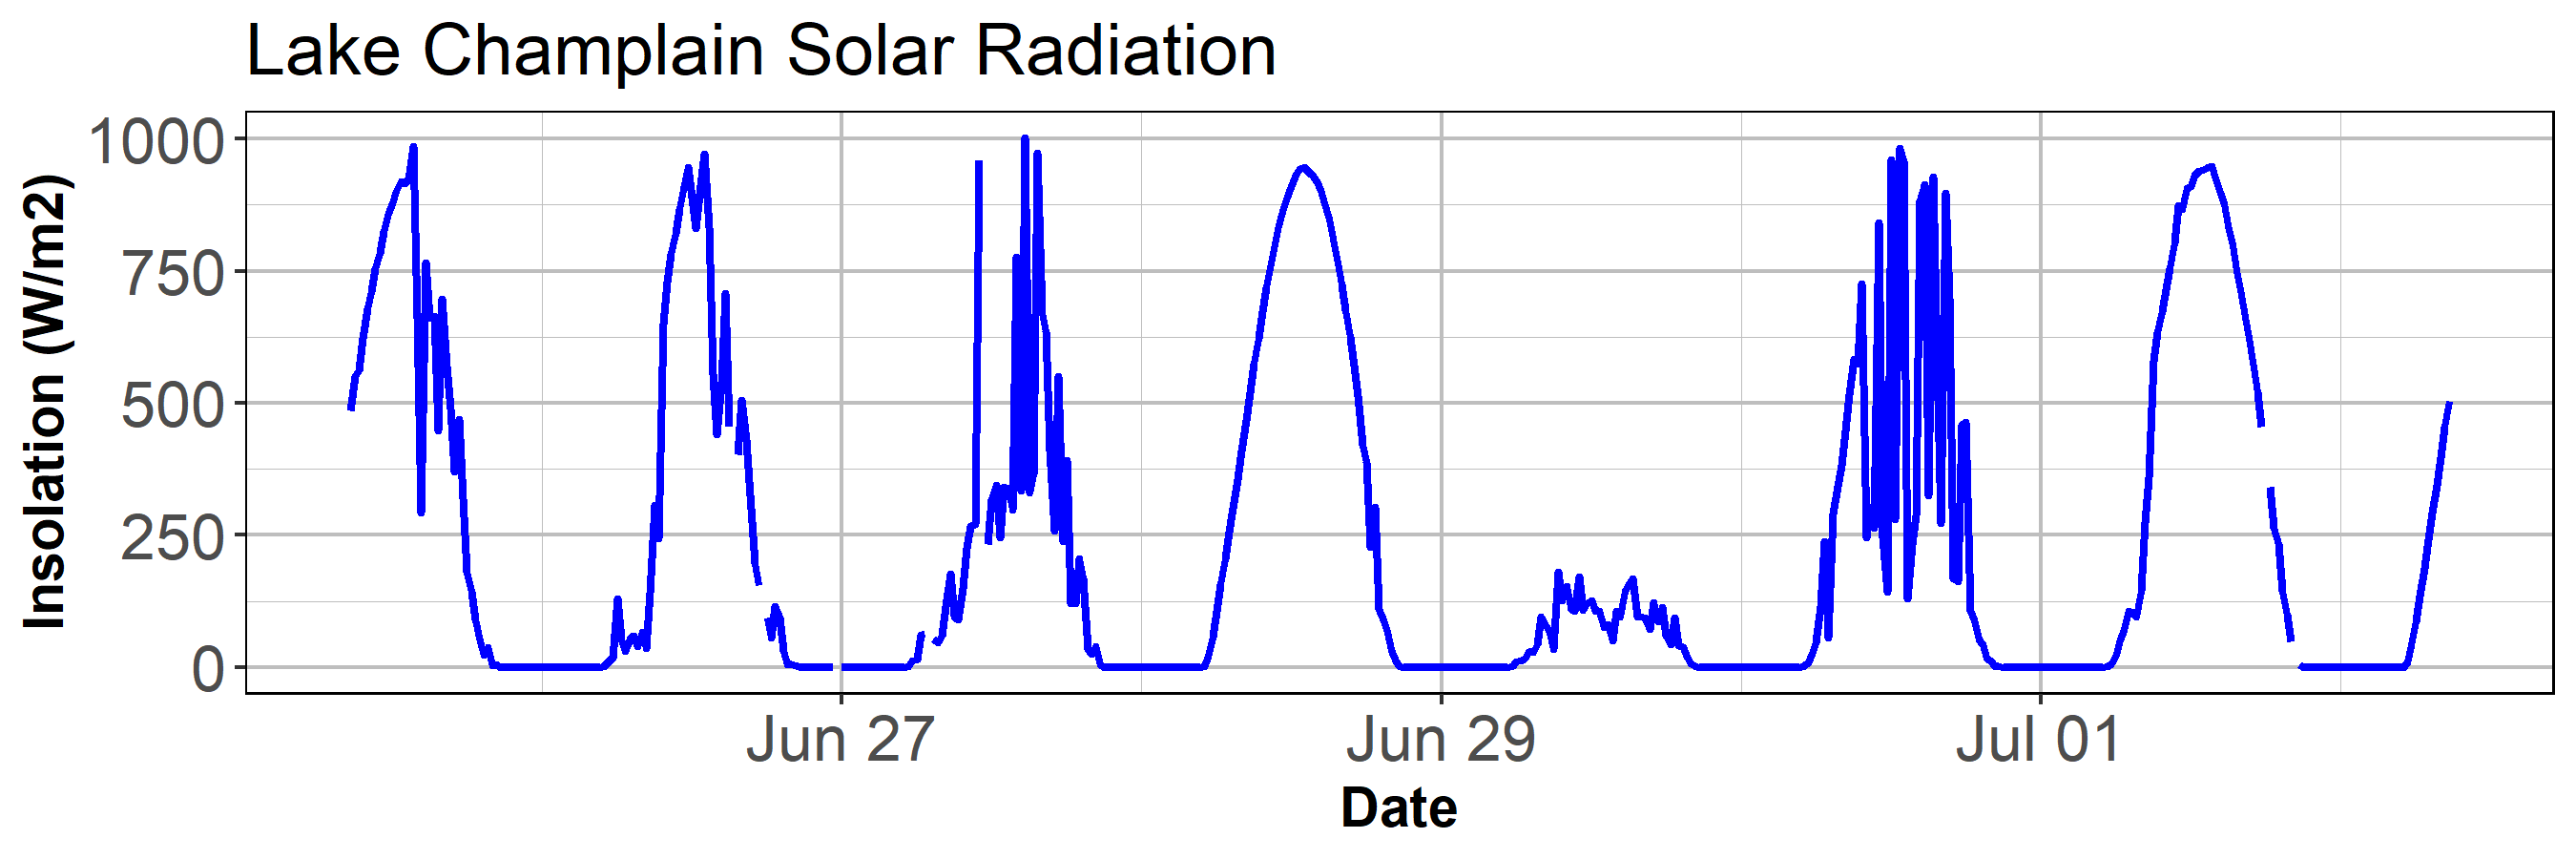 Lake Champlain Solar Radiation
1000
750
500
250
0
Insolation (W/m2)
Jun 27
Jun 29
Jul 01
Date